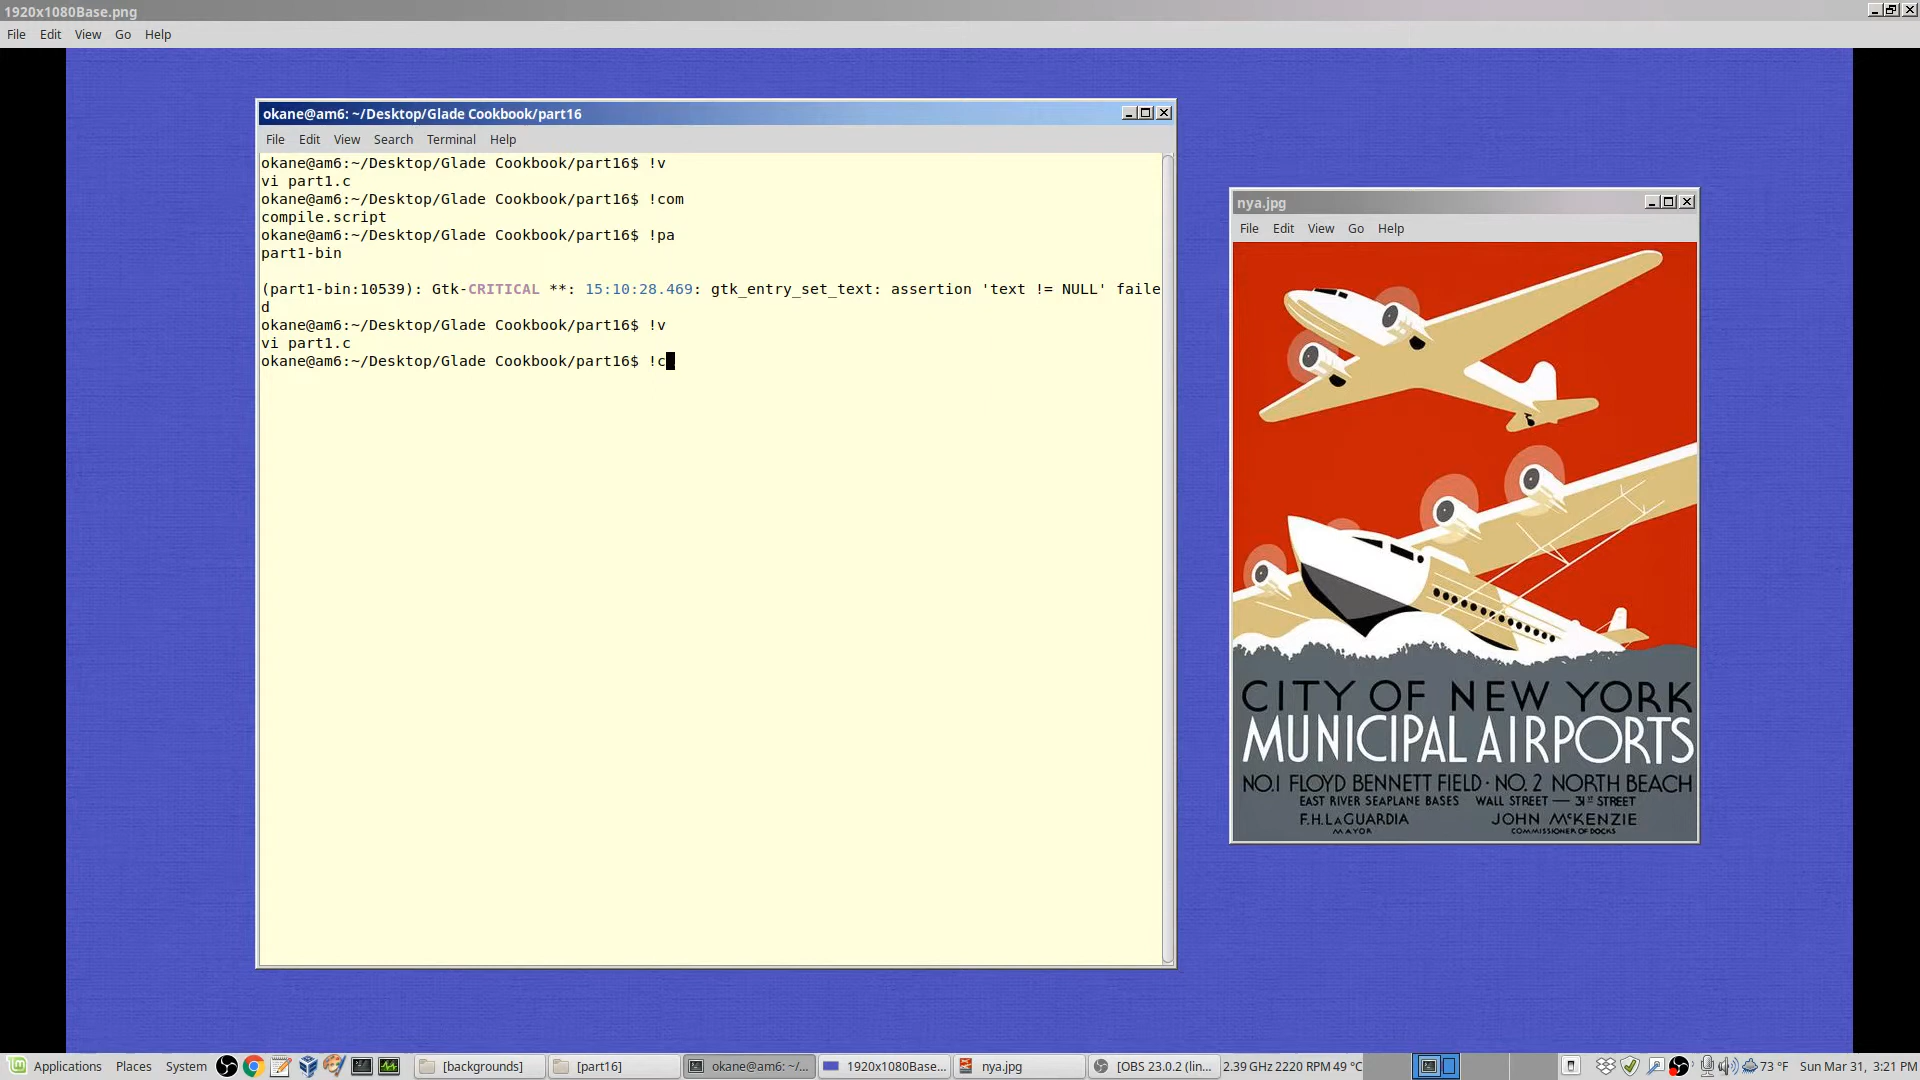 1920x1080Base.png
File Edit View Go Help
okane@am6: ~/Desktop/Glade Cookbook/part16
File Edit View Search Terminal Help
okane@am6:~/Desktop/Glade Cookbook/part16$ !v
vi part1.c
okane@am6:~/Desktop/Glade Cookbook/part16$ !com
compile.script
okane@am6:~/Desktop/Glade Cookbook/part16$ !pa
part1-bin
(part1-bin:10539): Gtk-CRITICAL **: 15:10:28.469: gtk_entry_set_text: assertion 'text != NULL' faile
d
okane@am6:~/Desktop/Glade Cookbook/part16$ !v
vi part1.c
okane@am6:~/Desktop/Glade Cookbook/part16$ !c
nya.jpg
File Edit View Go Help
CITY OF NEW YORK
MUNICIPAL AIRPORTS
NO.1 FLOYD BENNETT FIELD · NO. 2 NORTH BEACH
EAST RIVER SEAPLANE BASES WALL STREET — 31ST STREET
F.H.LAGUARDIA JOHN McKENZIE
MAYOR COMMISSIONER OF DOCKS
Applications Places System [backgrounds] [part16] okane@am6: ~/... 1920x1080Base... nya.jpg [OBS 23.0.2 (lin... 2.39 GHz 2220 RPM 49 °C 73 °F Sun Mar 31, 3:21 PM